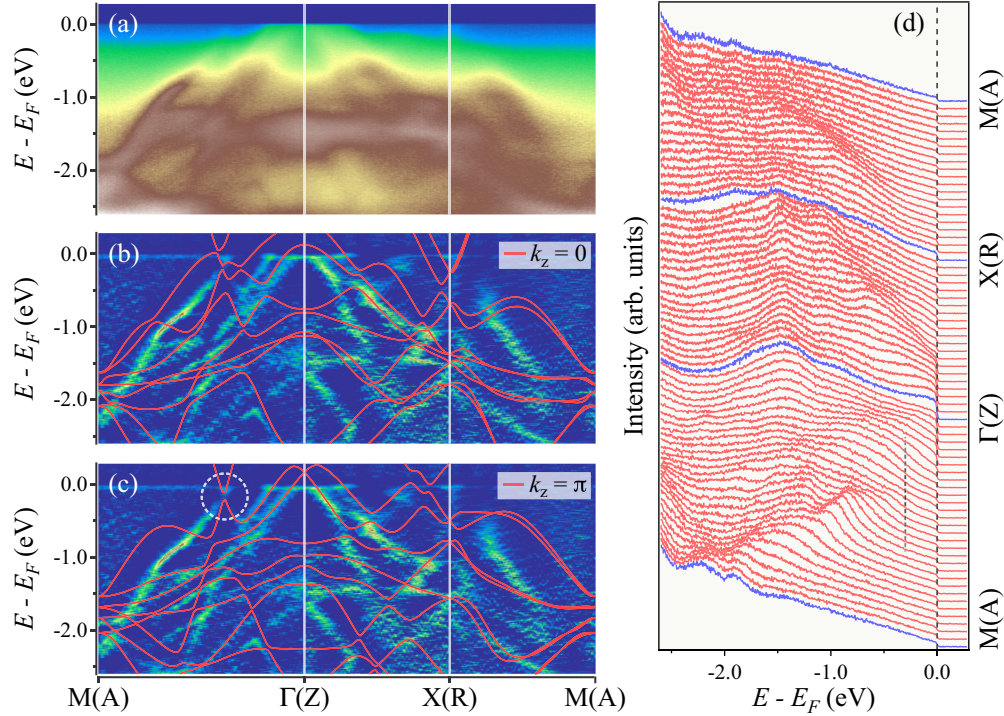 (a)
0.0
-1.0
-2.0
E - E_F (eV)
(b)
k_z = 0
0.0
-1.0
-2.0
E - E_F (eV)
(c)
k_z = π
0.0
-1.0
-2.0
E - E_F (eV)
M(A)
Γ(Z)
X(R)
M(A)
(d)
Intensity (arb. units)
M(A)
X(R)
Γ(Z)
M(A)
-2.0
-1.0
0.0
E - E_F (eV)